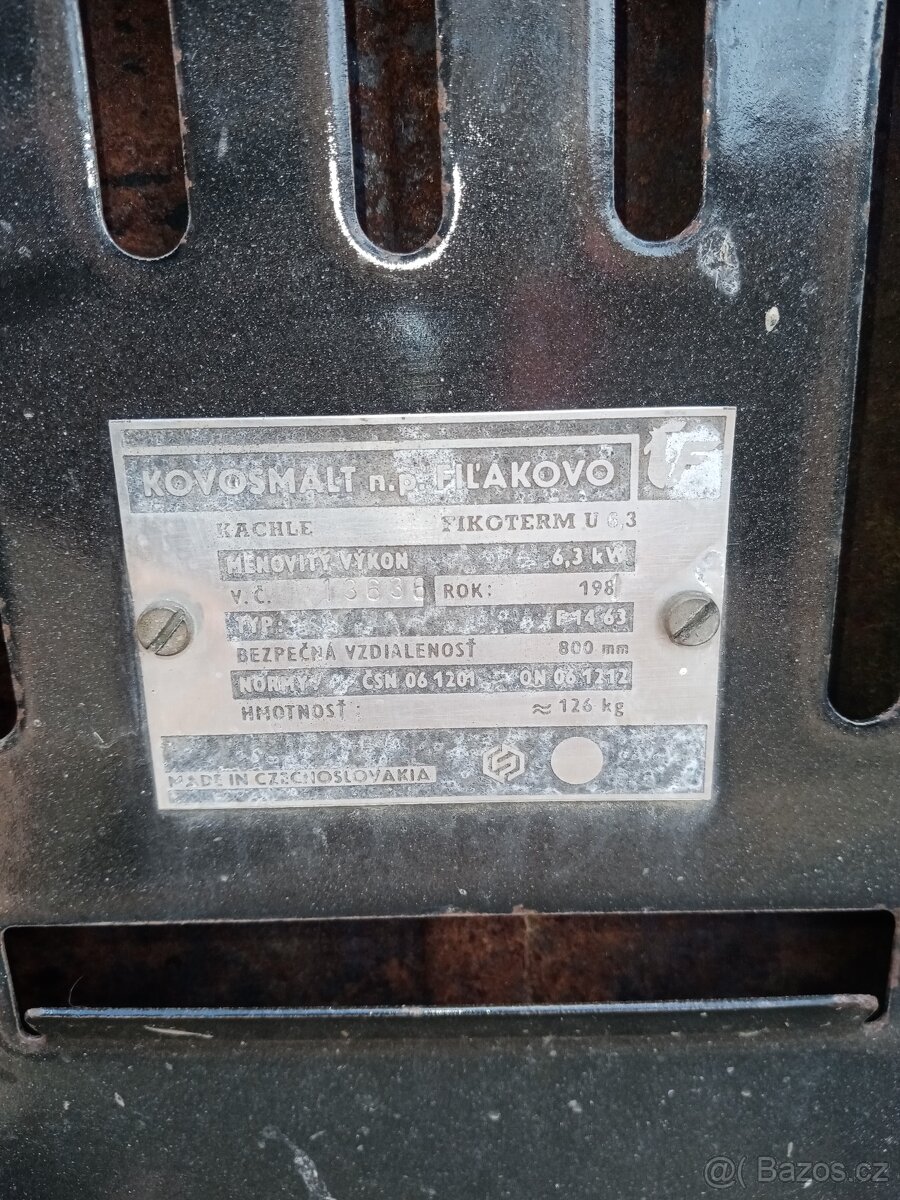 KOVOSMALT n.p. FIĽAKOVO
KACHLE FIKOTERM U 6,3
MENOVITÝ VÝKON 6,3 kW
V. Č. ROK: 198
TYP: P 14 63
BEZPEČNÁ VZDIALENOSŤ 800 mm
NORMY: ČSN 06 1201 ON 06 1212
HMOTNOSŤ: ≈ 126 kg
MADE IN CZECHOSLOVAKIA
@( Bazos.cz